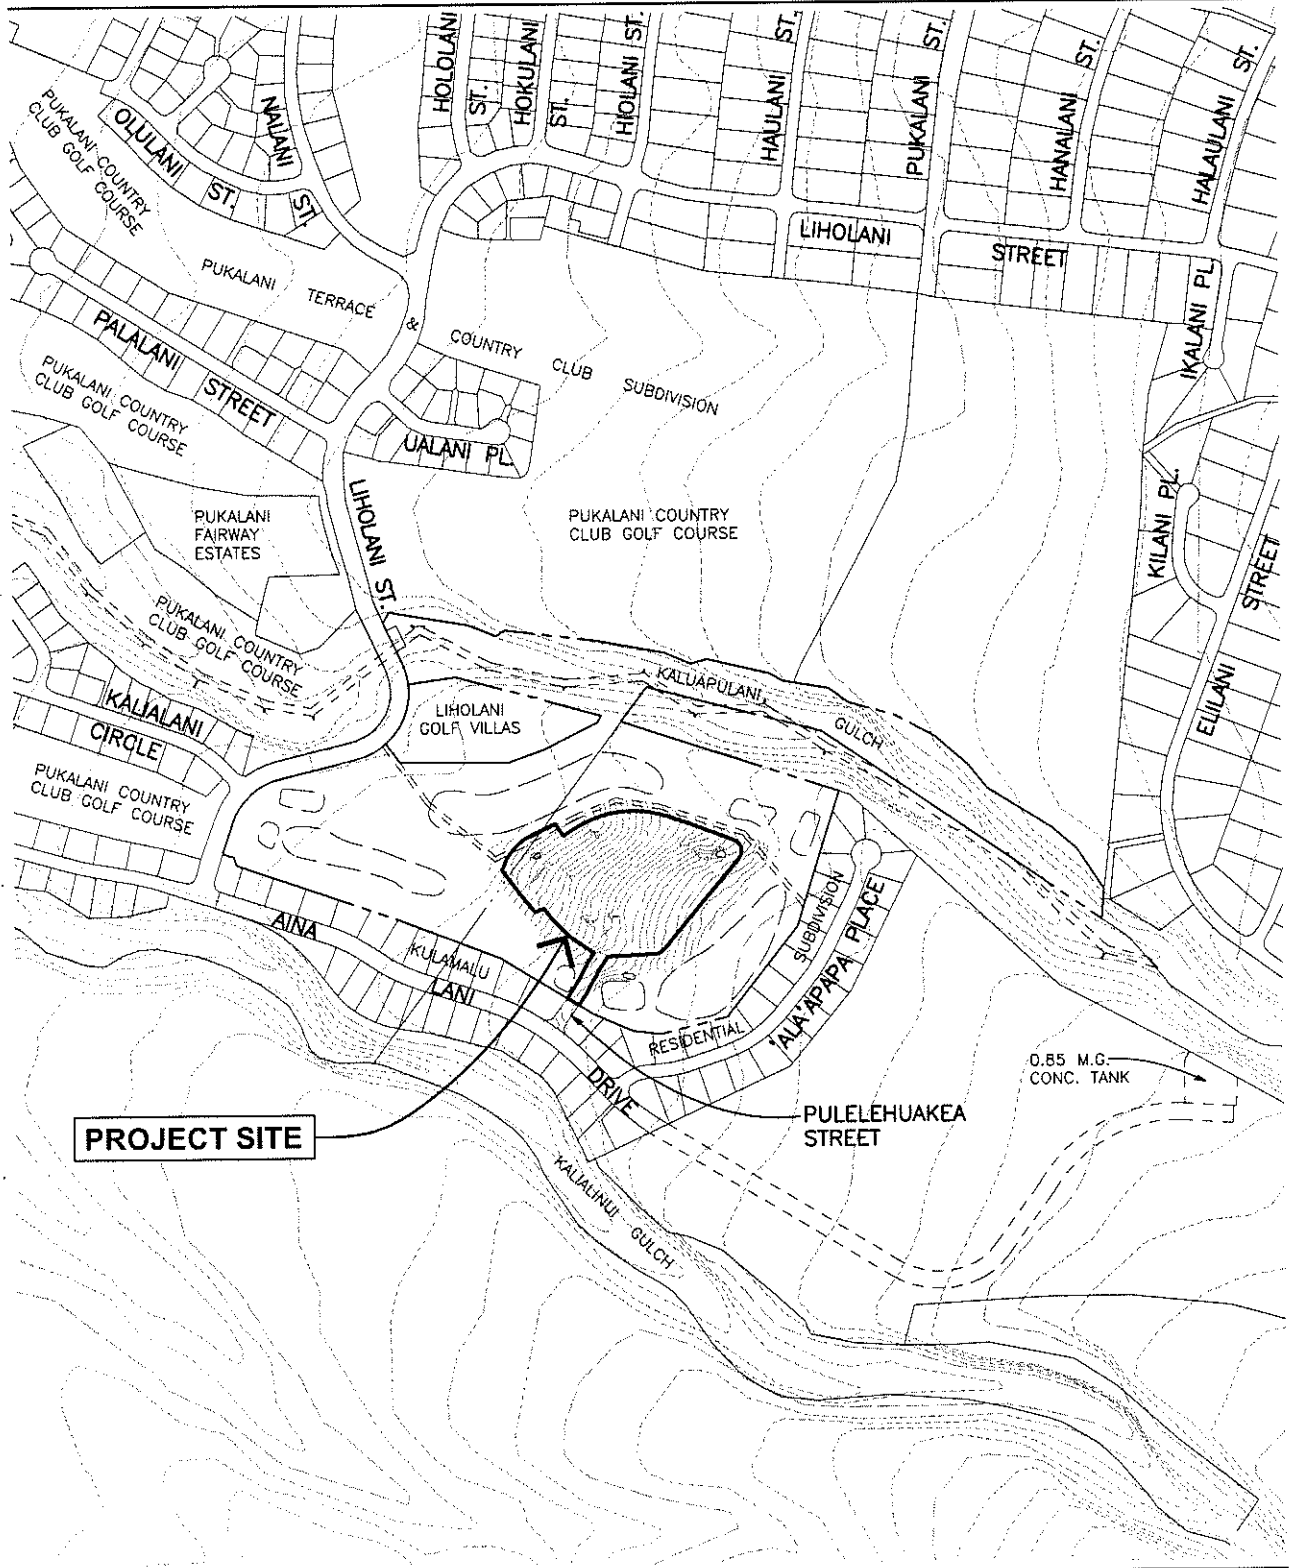 HOLOLANI
ST.
HOKULANI
ST.
HIOLANI ST.
HAULANI
ST.
PUKALANI
ST.
HANALANI
ST.
HALAULANI
ST.
NALIANI
ST.
OLULANI
ST.
PUKALANI COUNTRY
CLUB GOLF COURSE
LIHOLANI
STREET
PUKALANI
TERRACE
&
COUNTRY
CLUB
SUBDIVISION
IKALANI PL.
PALALANI
STREET
PUKALANI COUNTRY
CLUB GOLF COURSE
UALANI PL.
LIHOLANI ST.
PUKALANI
FAIRWAY
ESTATES
PUKALANI COUNTRY
CLUB GOLF COURSE
KILANI PL.
ELILANI
STREET
PUKALANI COUNTRY
CLUB GOLF COURSE
KALIALANI
CIRCLE
PUKALANI COUNTRY
CLUB GOLF COURSE
LIHOLANI
GOLF VILLAS
KALUAPULANI
GULCH
AINA
LANI
DRIVE
KULAMALU
RESIDENTIAL
SUBDIVISION
'ALA'APAPA PLACE
0.85 M.G.
CONC. TANK
PROJECT SITE
PULELEHUAKEA
STREET
KALIALINUI
GULCH